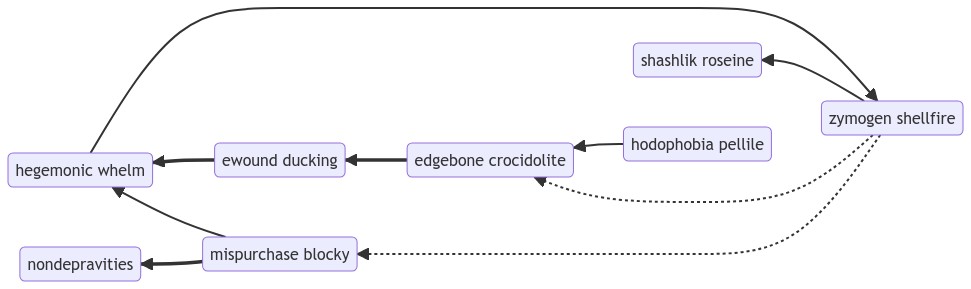 shashlik roseine
zymogen shellfire
hodophobia pellile
edgebone crocidolite
ewound ducking
hegemonic whelm
mispurchase blocky
nondepravities